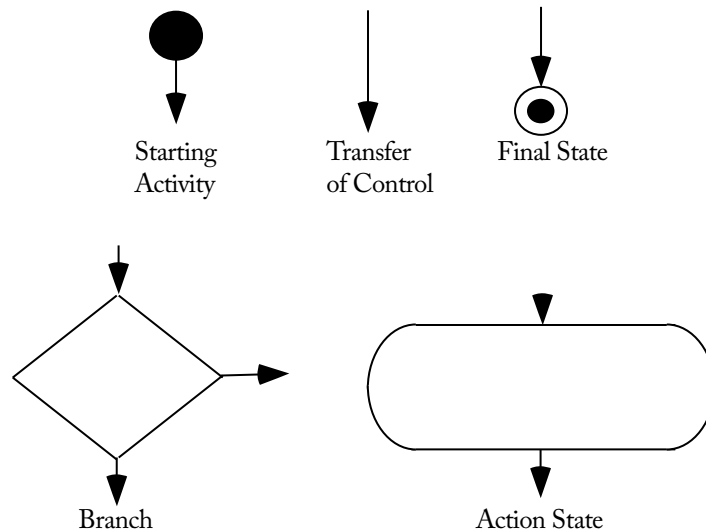 Starting
Activity
Transfer
of Control
Final State
Branch
Action State